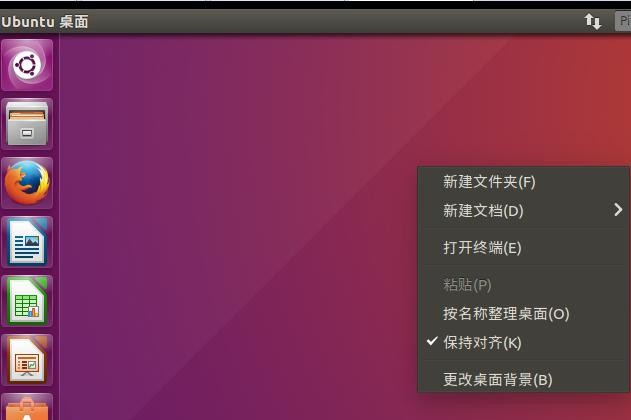 Ubuntu 桌面
Pi
新建文件夹(F)
新建文档(D)
打开终端(E)
粘贴(P)
按名称整理桌面(O)
保持对齐(K)
更改桌面背景(B)